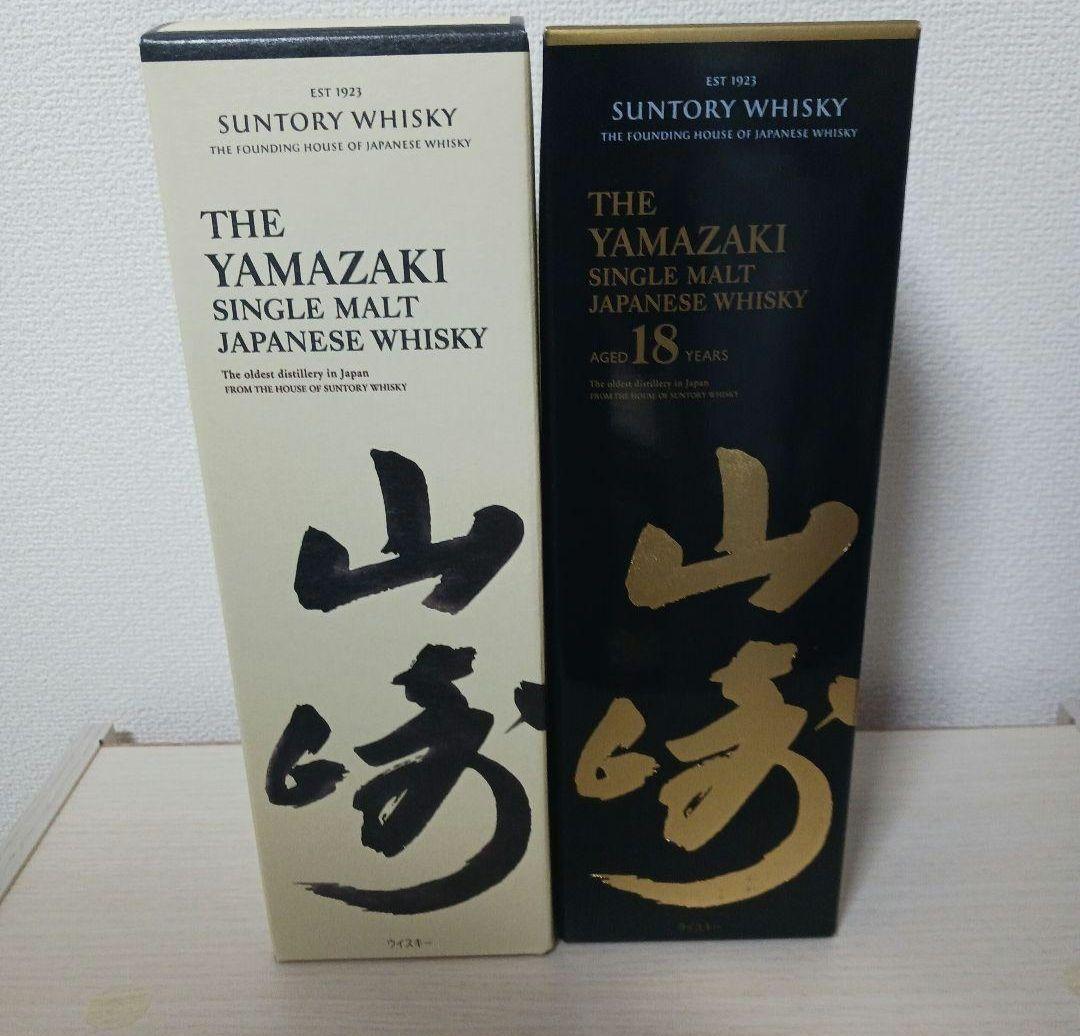 EST 1923
SUNTORY WHISKY
THE FOUNDING HOUSE OF JAPANESE WHISKY
THE
YAMAZAKI
SINGLE MALT
JAPANESE WHISKY
The oldest distillery in Japan
FROM THE HOUSE OF SUNTORY WHISKY
山
崎
ウイスキー
EST 1923
SUNTORY WHISKY
THE FOUNDING HOUSE OF JAPANESE WHISKY
THE
YAMAZAKI
SINGLE MALT
JAPANESE WHISKY
AGED 18 YEARS
The oldest distillery in Japan
FROM THE HOUSE OF SUNTORY WHISKY
山
崎
ウイスキー